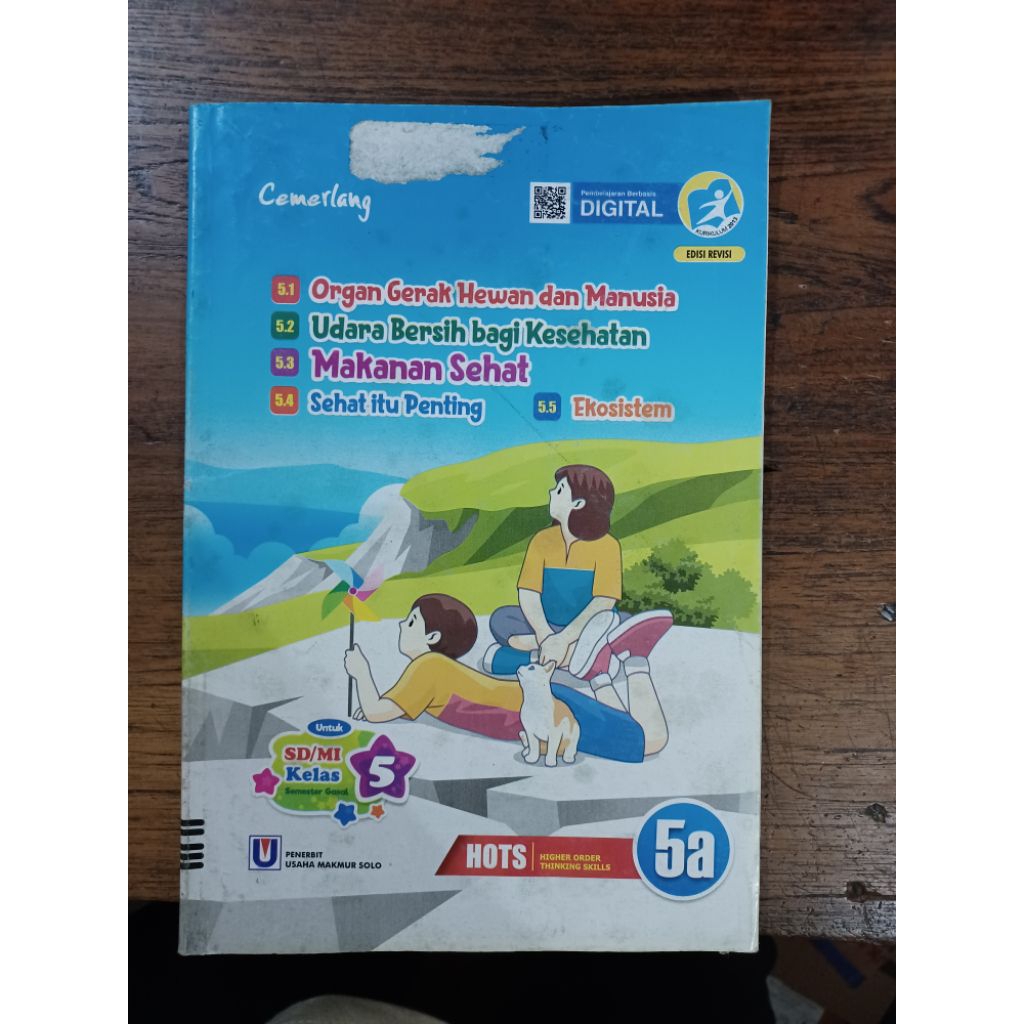 Cemerlang
Pembelajaran Berbasis
DIGITAL
KURIKULUM 2013
EDISI REVISI
5.1 Organ Gerak Hewan dan Manusia
5.2 Udara Bersih bagi Kesehatan
5.3 Makanan Sehat
5.4 Sehat itu Penting 5.5 Ekosistem
Untuk
SD/MI
Kelas 5
Semester Gasal
PENERBIT
USAHA MAKMUR SOLO
HOTS
HIGHER ORDER
THINKING SKILLS
5a